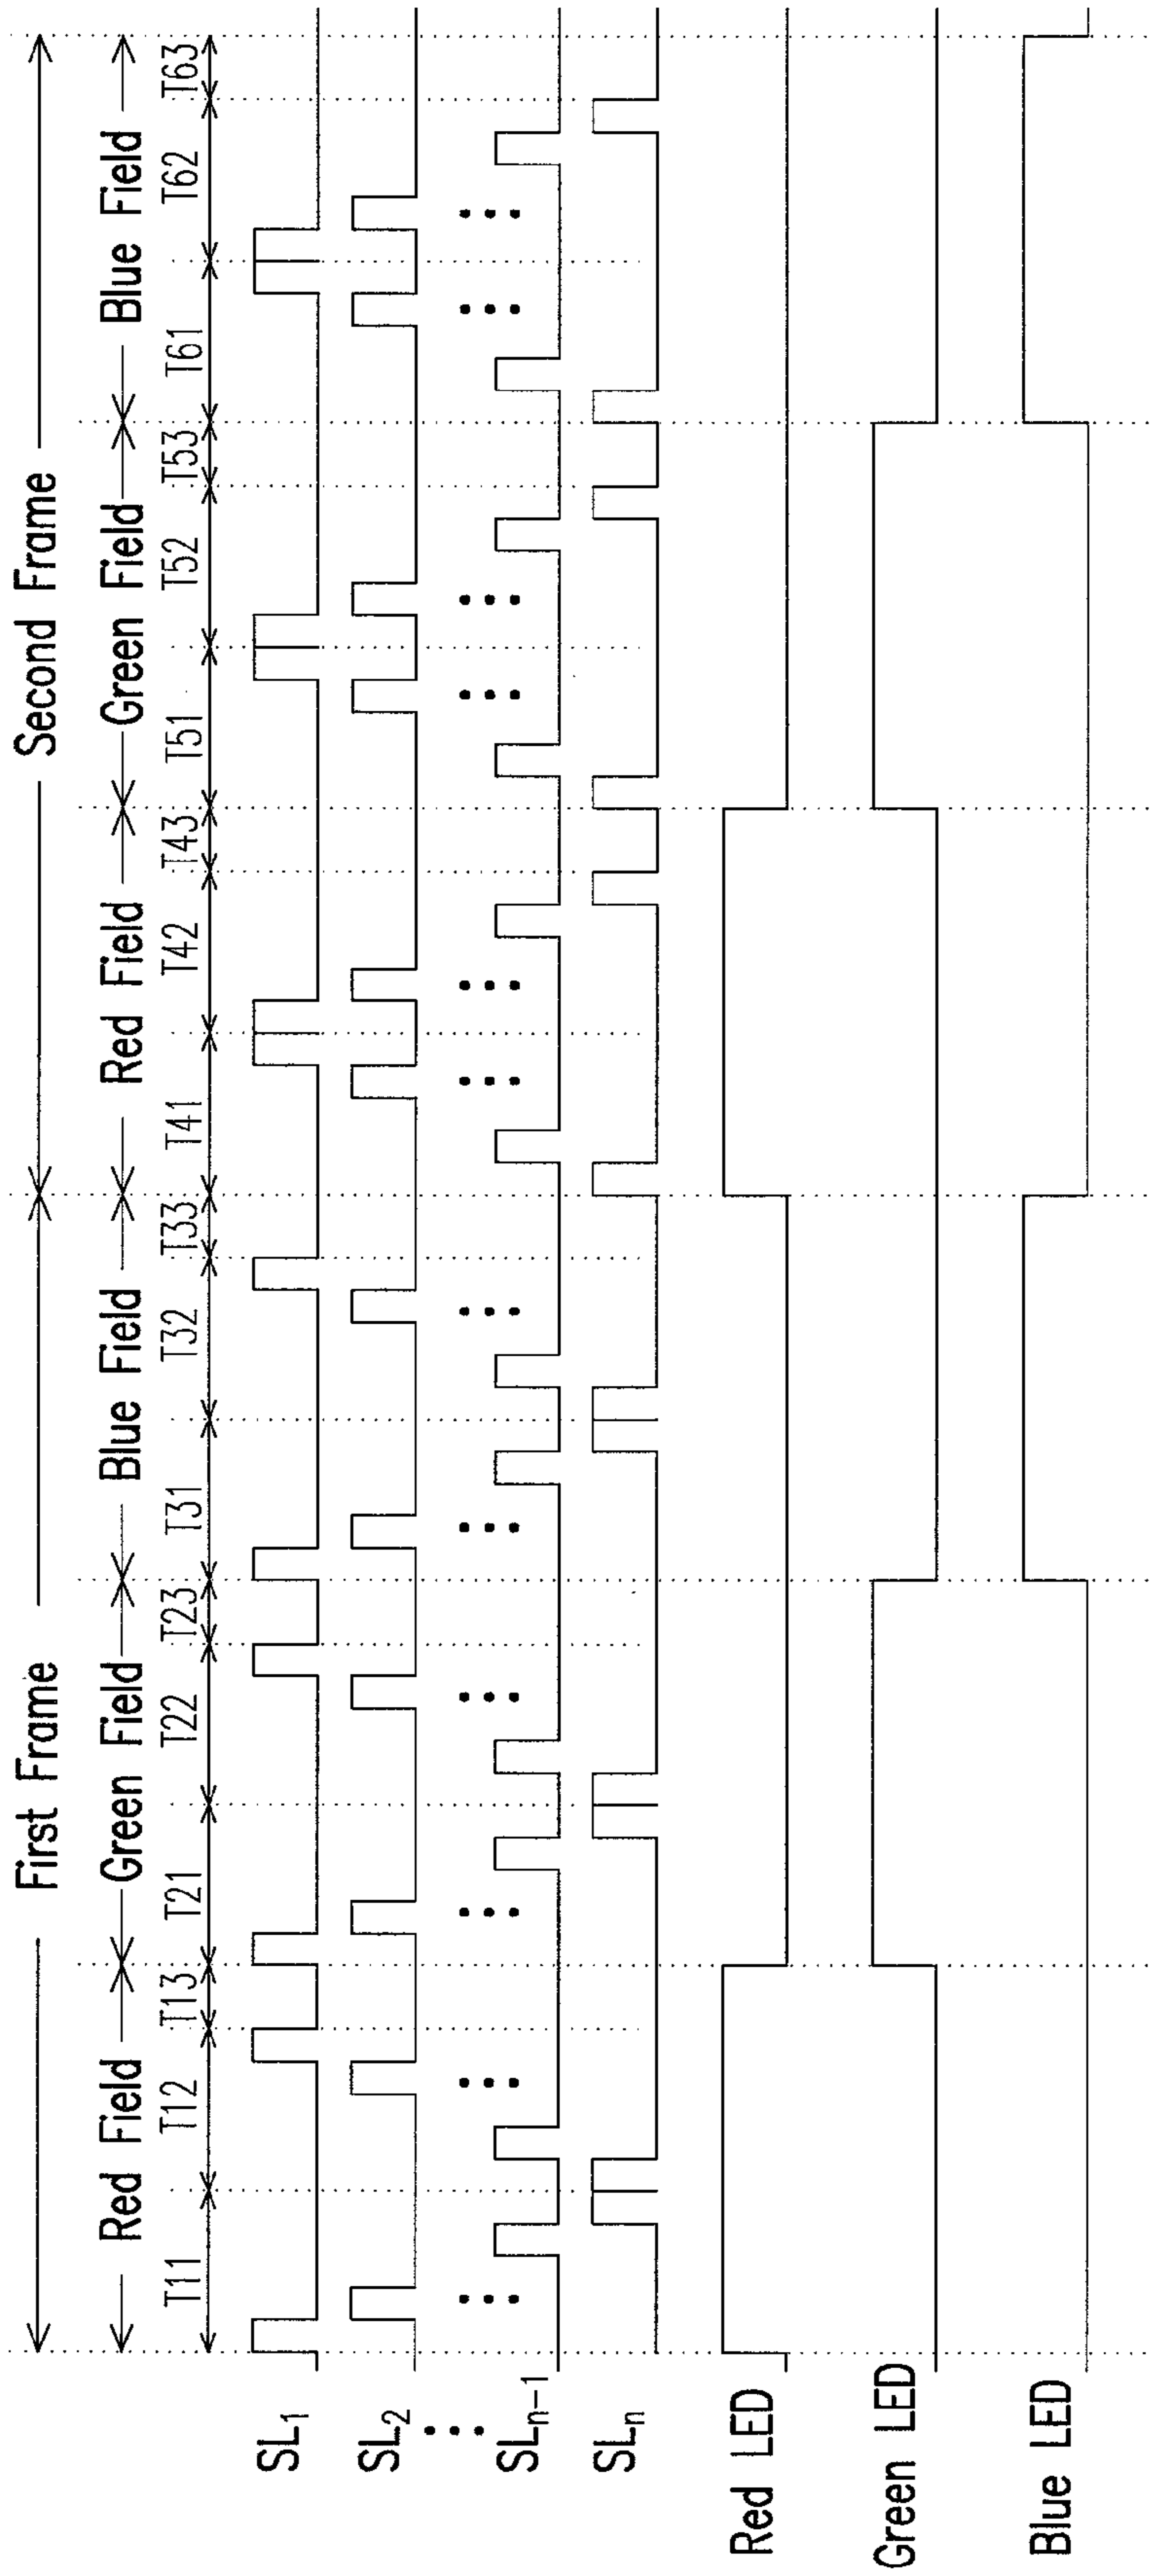 First Frame Second Frame
Red Field Green Field Blue Field Red Field Green Field Blue Field
T11 T12 T13 T21 T22 T23 T31 T32 T33 T41 T42 T43 T51 T52 T53 T61 T62 T63
SL1
SL2
SLn-1
SLn
Red LED
Green LED
Blue LED